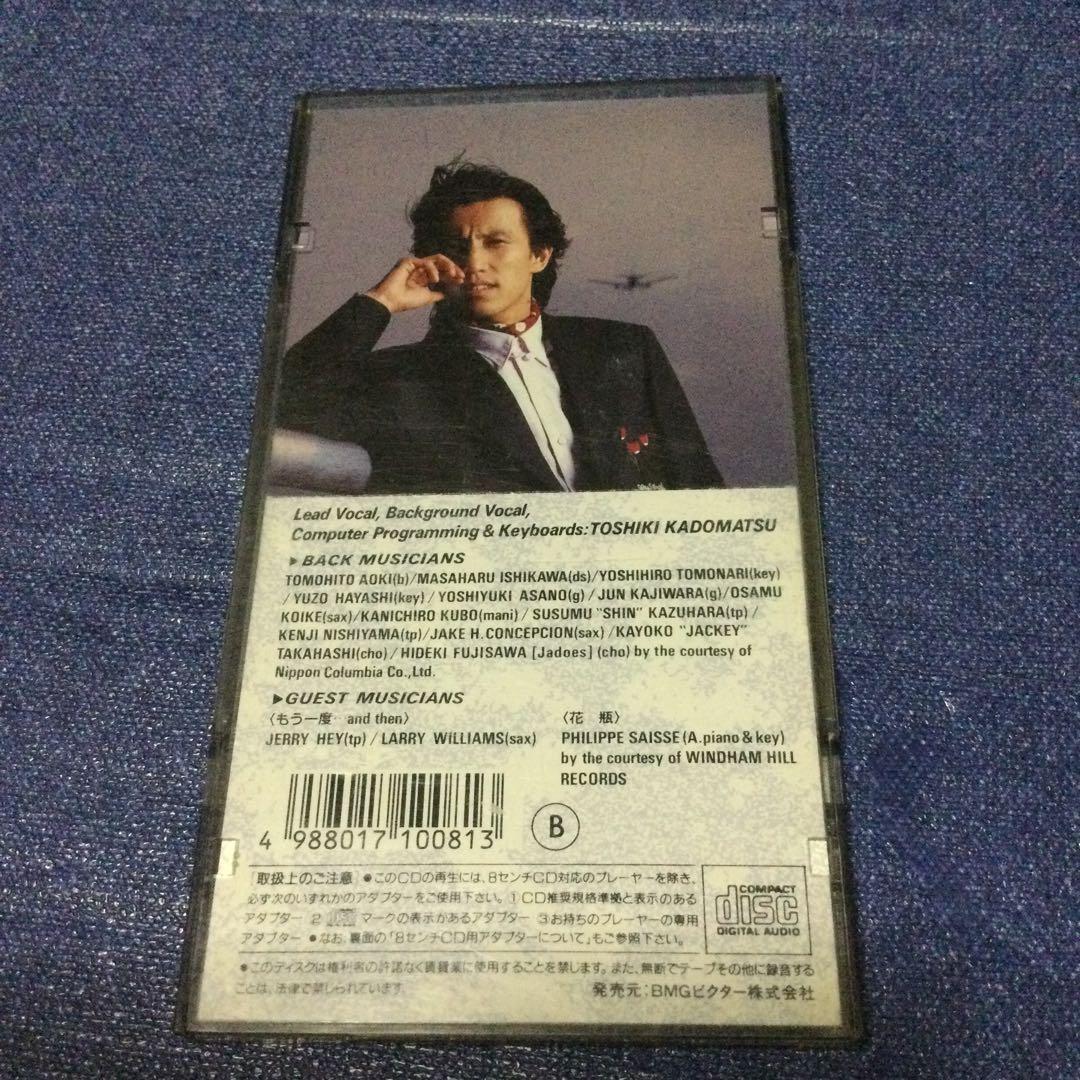 Lead Vocal, Background Vocal,
Computer Programming & Keyboards: TOSHIKI KADOMATSU
▶BACK MUSICIANS
TOMOHITO AOKI(b)/MASAHARU ISHIKAWA(ds)/YOSHIHIRO TOMONARI(key)
/YUZO HAYASHI(key)/YOSHIYUKI ASANO(g)/JUN KAJIWARA(g)/OSAMU
KOIKE(sax)/KANICHIRO KUBO(mani)/SUSUMU "SHIN" KAZUHARA(tp)/
KENJI NISHIYAMA(tp)/JAKE H.CONCEPCION(sax)/KAYOKO "JACKEY"
TAKAHASHI(cho)/HIDEKI FUJISAWA [Jadoes] (cho) by the courtesy of
Nippon Columbia Co.,Ltd.
▶GUEST MUSICIANS
〈もう一度…and then〉
JERRY HEY(tp)/LARRY WILLIAMS(sax)
〈花 瓶〉
PHILIPPE SAISSE(A.piano & key)
by the courtesy of WINDHAM HILL
RECORDS
4 988017 100813
B
[取扱上のご注意] ●このCDの再生には、8センチCD対応のプレーヤーを除き、
必ず次のいずれかのアダプターをご使用下さい。①CD推奨規格準拠と表示のある
アダプター ② マークの表示があるアダプター ③お持ちのプレーヤーの専用
アダプター ●なお、裏面の「8センチCD用アダプターについて」もご参照下さい。
COMPACT
disc
DIGITAL AUDIO
●このディスクは権利者の許諾なく賃貸業に使用することを禁じます。また、無断でテープその他に録音する
ことは、法律で禁じられています。
発売元:BMGビクター株式会社